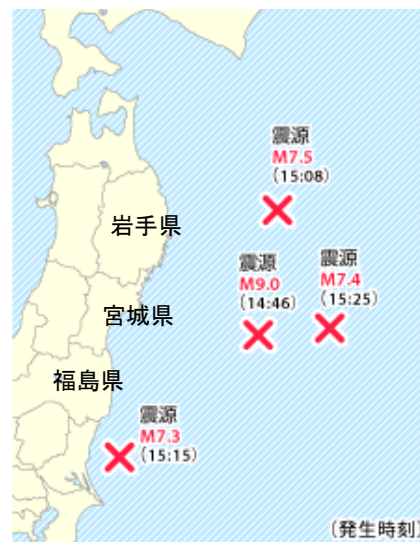 震源
M7.5
(15:08)
岩手県
震源
M9.0
(14:46)
震源
M7.4
(15:25)
宮城県
福島県
震源
M7.3
(15:15)
(発生時刻)